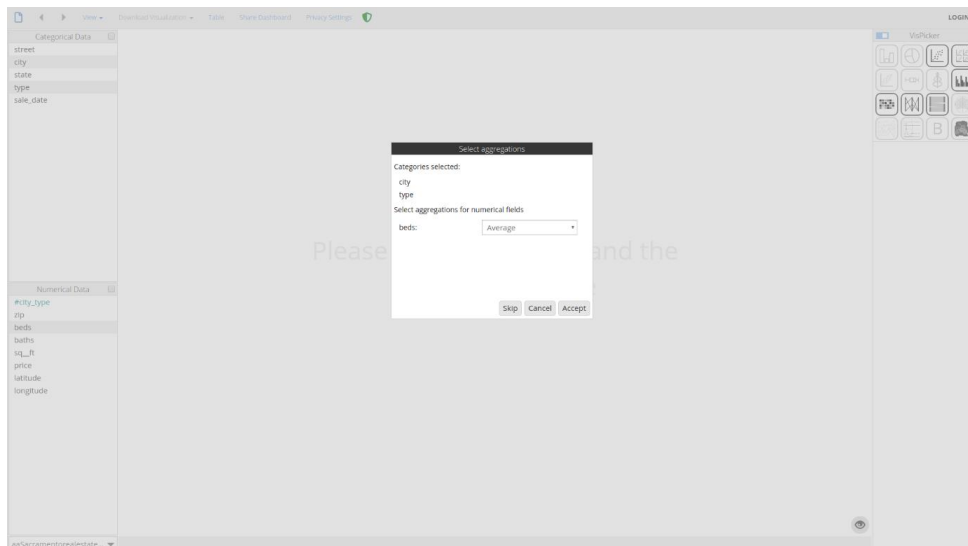 View Download Visualization Table Share Dashboard Privacy Settings LOGIN
Categorical Data
street
city
state
type
sale_date
VisPicker
B
Select aggregations
Categories selected:
city
type
Select aggregations for numerical fields
beds: Average
Please and the
Skip Cancel Accept
Numerical Data
#city_type
zip
beds
baths
sq__ft
price
latitude
longitude